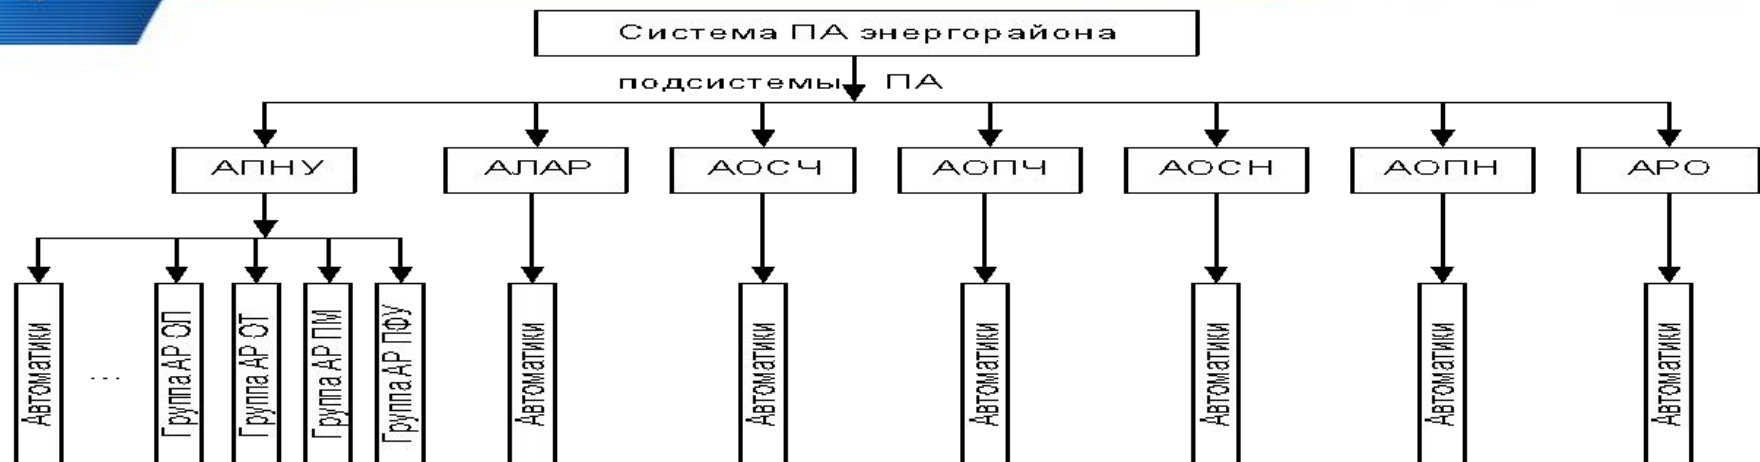 Система ПА энергорайона
подсистемы ПА
АПНУ
АЛАР
АОСЧ
АОПЧ
АОСН
АОПН
АРО
Автоматики
...
Группа АР ОП
Группа АР ОТ
Группа АР ПМ
Группа АР ПФУ
Автоматики
Автоматики
Автоматики
Автоматики
Автоматики
Автоматики